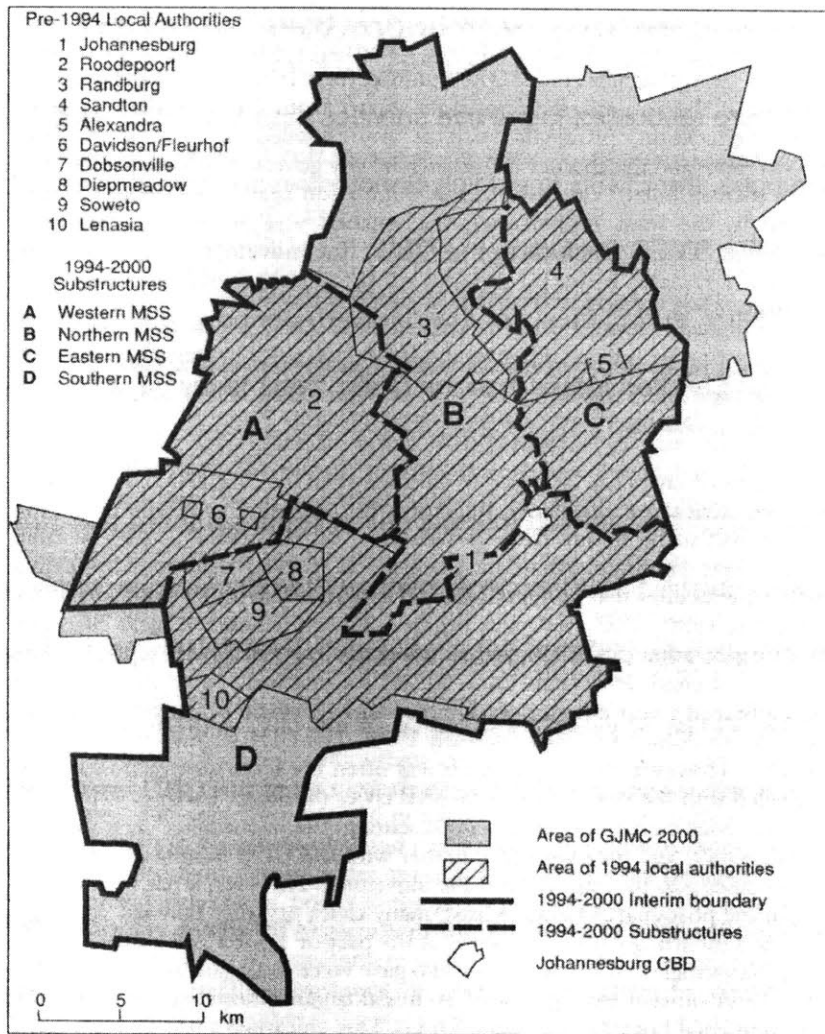 Pre-1994 Local Authorities
1 Johannesburg
2 Roodepoort
3 Randburg
4 Sandton
5 Alexandra
6 Davidson/Fleurhof
7 Dobsonville
8 Diepmeadow
9 Soweto
10 Lenasia
1994-2000
Substructures
A Western MSS
B Northern MSS
C Eastern MSS
D Southern MSS
4
3
5
2
B
A
C
6
1
7
8
9
10
D
Area of GJMC 2000
Area of 1994 local authorities
1994-2000 Interim boundary
1994-2000 Substructures
Johannesburg CBD
0 5 10
km